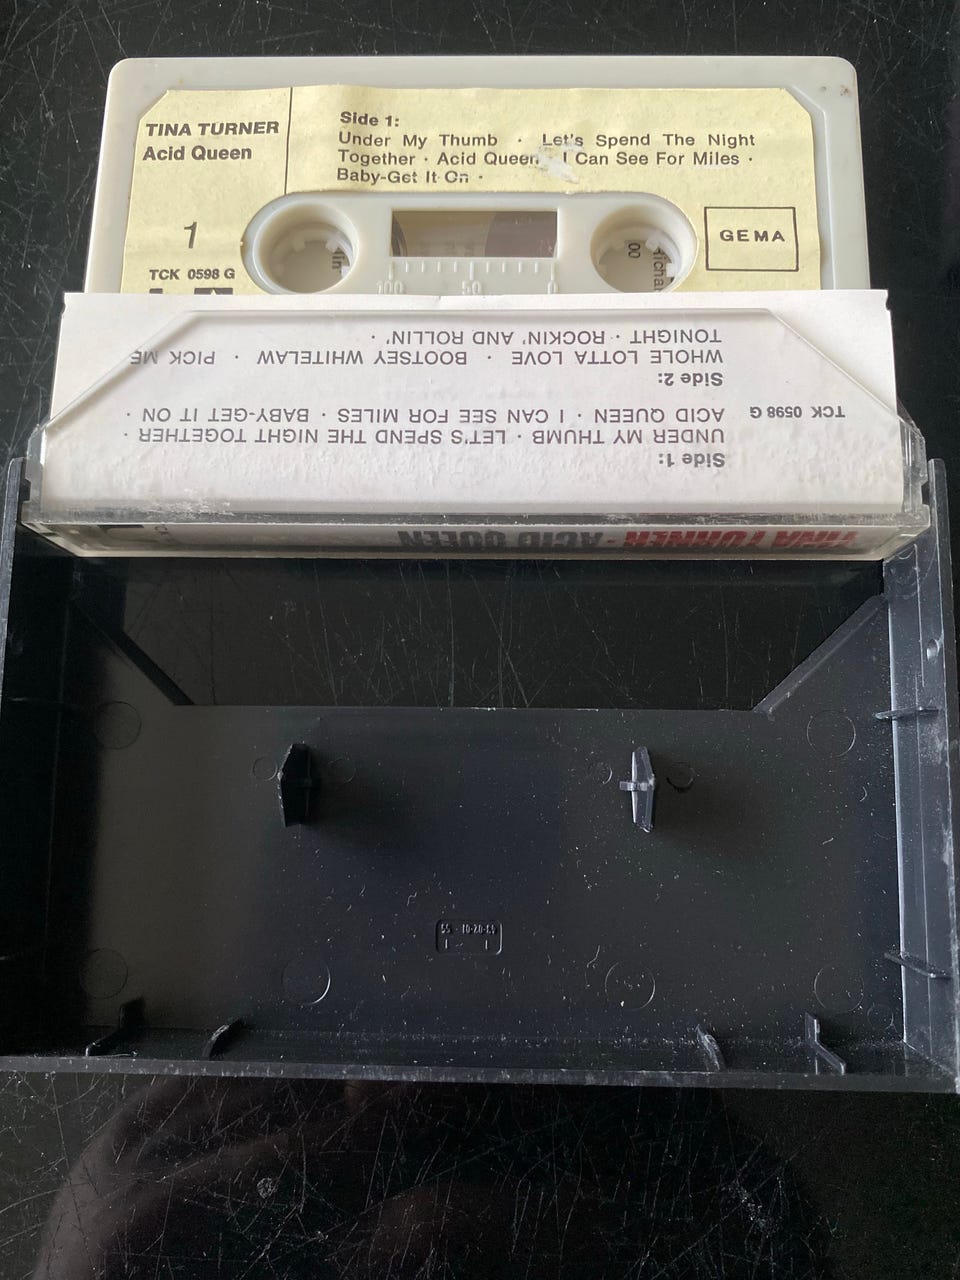 TINA TURNER
Acid Queen
Side 1:
Under My Thumb · Let's Spend The Night
Together · Acid Queen · I Can See For Miles ·
Baby-Get It On ·
1
GEMA
TCK 0598 G
100 50 0
Side 1:
UNDER MY THUMB · LET'S SPEND THE NIGHT TOGETHER ·
ACID QUEEN · I CAN SEE FOR MILES · BABY-GET IT ON ·
TCK 0598 G
Side 2:
WHOLE LOTTA LOVE · BOOTSEY WHITELAW · PICK ME
TONIGHT · ROCKIN' AND ROLLIN' ·
TINA TURNER · ACID QUEEN